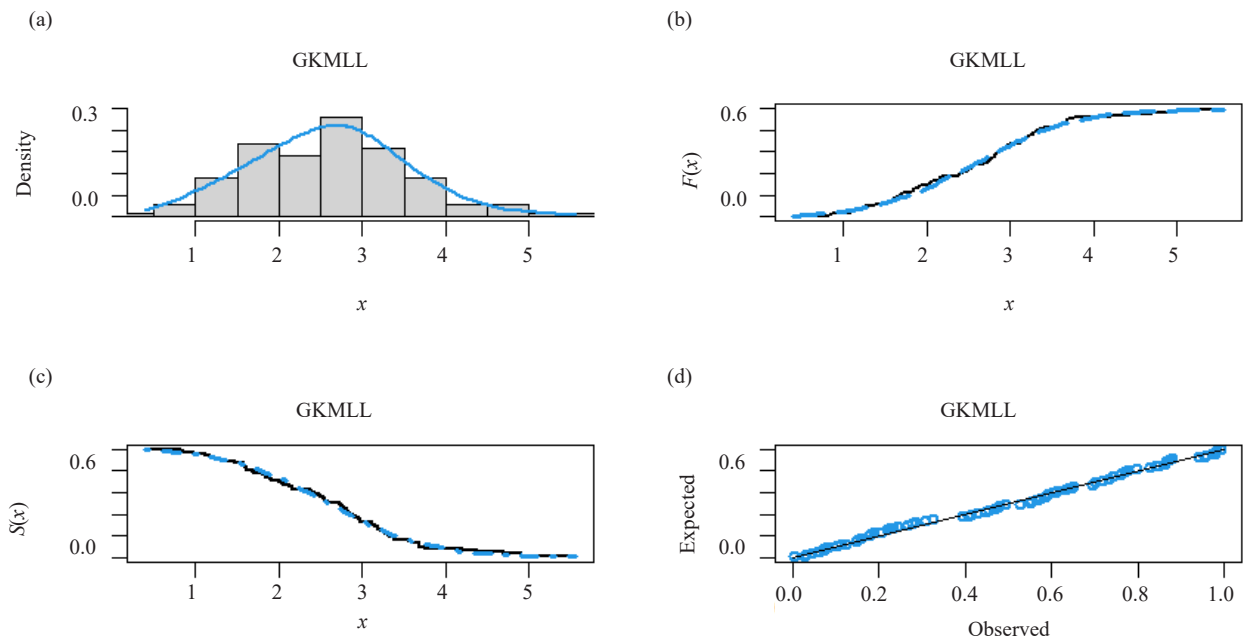 (a)
GKMLL
0.3
0.0
Density
1 2 3 4 5
x
(b)
GKMLL
0.6
0.0
F(x)
1 2 3 4 5
x
(c)
GKMLL
0.6
0.0
S(x)
1 2 3 4 5
x
(d)
GKMLL
0.6
0.0
Expected
0.0 0.2 0.4 0.6 0.8 1.0
Observed